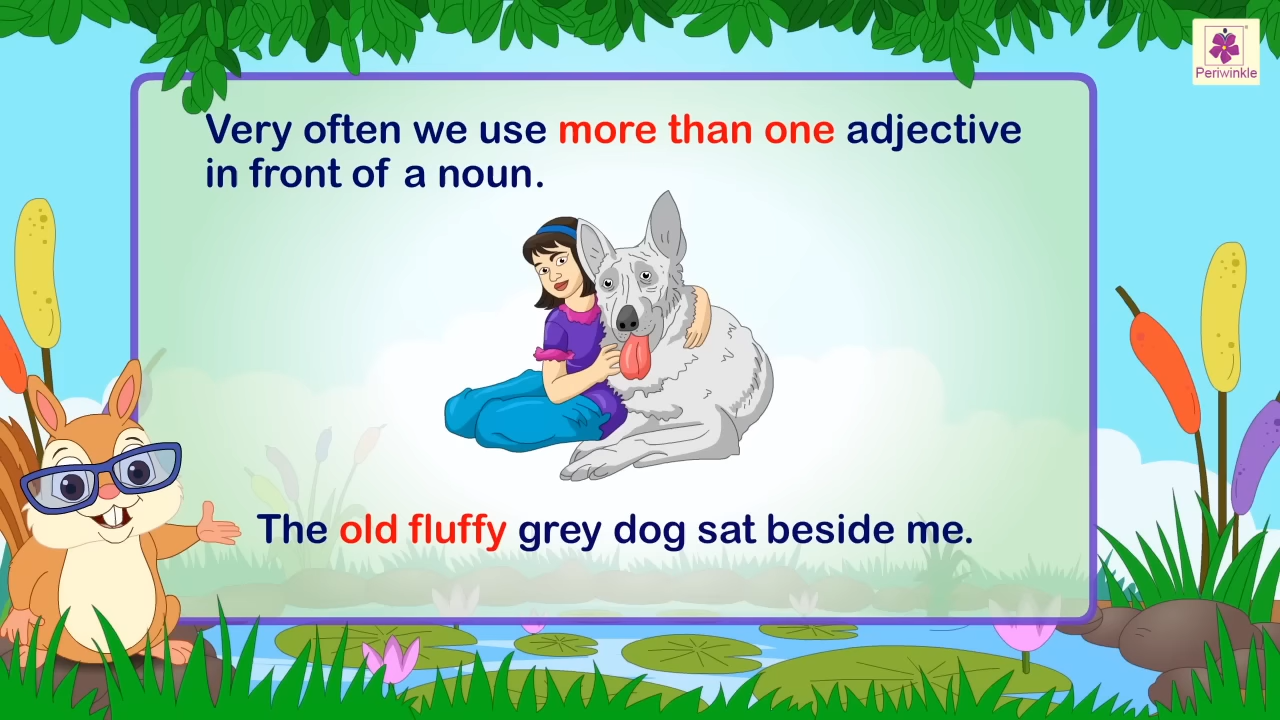 Periwinkle
Very often we use more than one adjective
in front of a noun.
The old fluffy grey dog sat beside me.